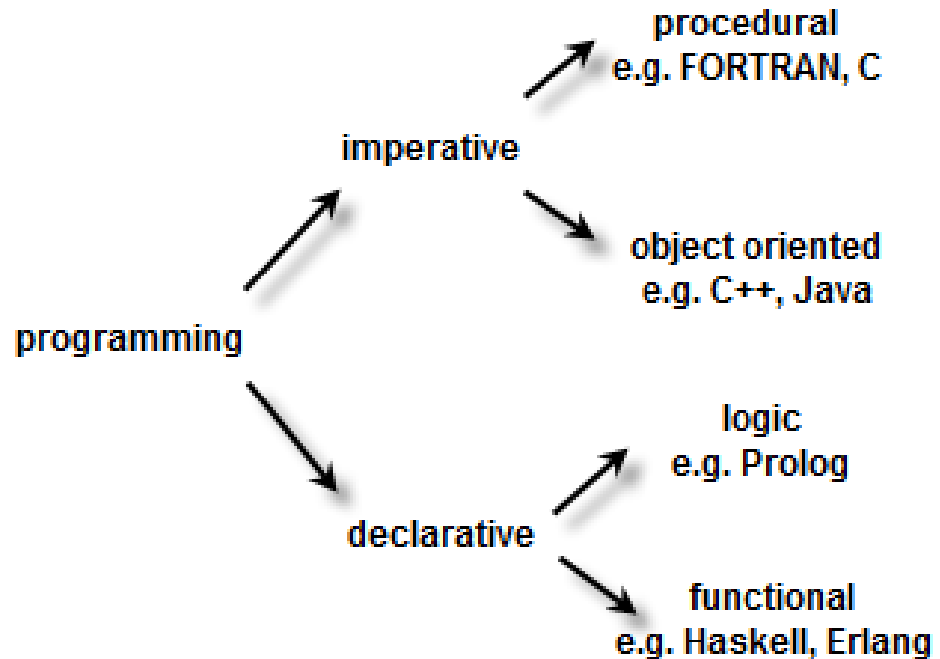 procedural
e.g. FORTRAN, C
imperative
object oriented
e.g. C++, Java
programming
logic
e.g. Prolog
declarative
functional
e.g. Haskell, Erlang